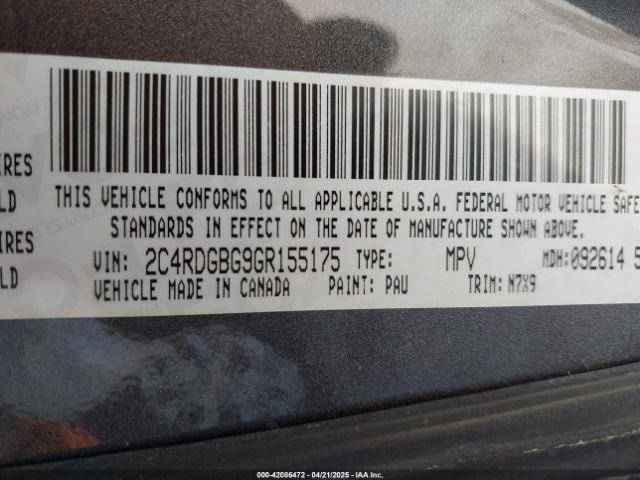 IRES
LD
THIS VEHICLE CONFORMS TO ALL APPLICABLE U.S.A. FEDERAL MOTOR VEHICLE SAFE
STANDARDS IN EFFECT ON THE DATE OF MANUFACTURE SHOWN ABOVE.
IRES
VIN: 2C4RDGBG9GR155175 TYPE: MPV MDH: 092614 5
LD
VEHICLE MADE IN CANADA PAINT: PAU TRIM: N7X9
000-42086472 - 04/21/2025 - IAA Inc.